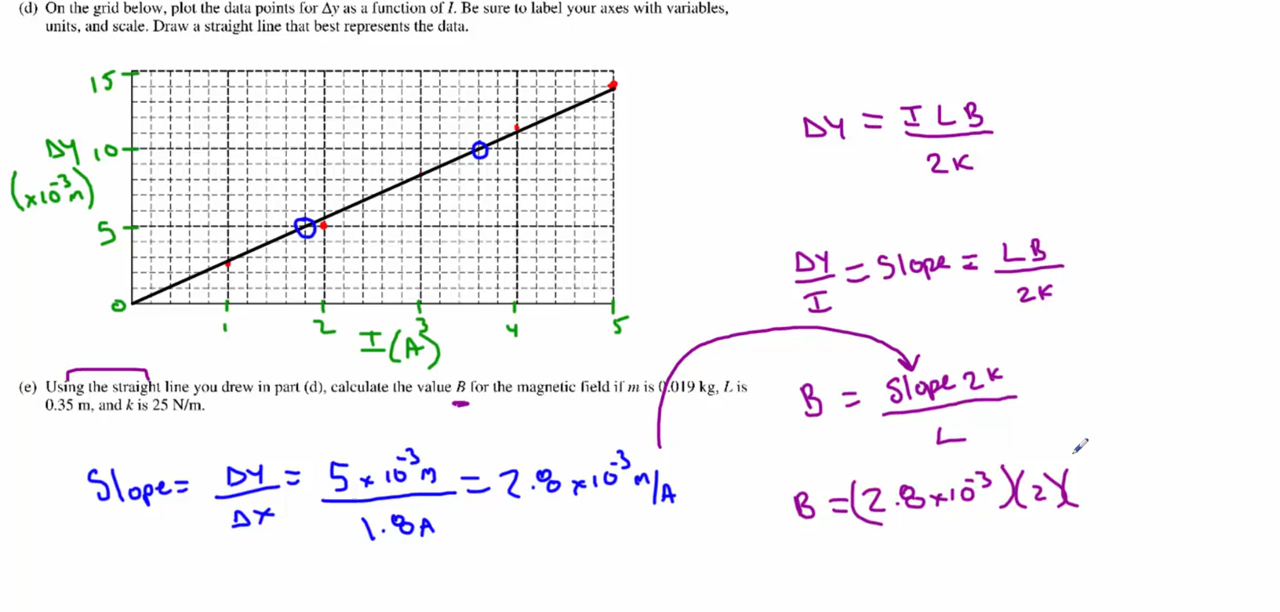 (d) On the grid below, plot the data points for Δy as a function of I. Be sure to label your axes with variables,
units, and scale. Draw a straight line that best represents the data.
15
Δy 10
(×10⁻³m)
5
0
1 2 3 4 5
I(A)
Δy = ILB/2K
Δy/I = Slope = LB/2K
(e) Using the straight line you drew in part (d), calculate the value B for the magnetic field if m is 0.019 kg, L is
0.35 m, and k is 25 N/m.
B = Slope 2K/L
Slope = Δy/Δx = 5×10⁻³m/1.8A = 2.8×10⁻³m/A
B = (2.8×10⁻³)(2)(